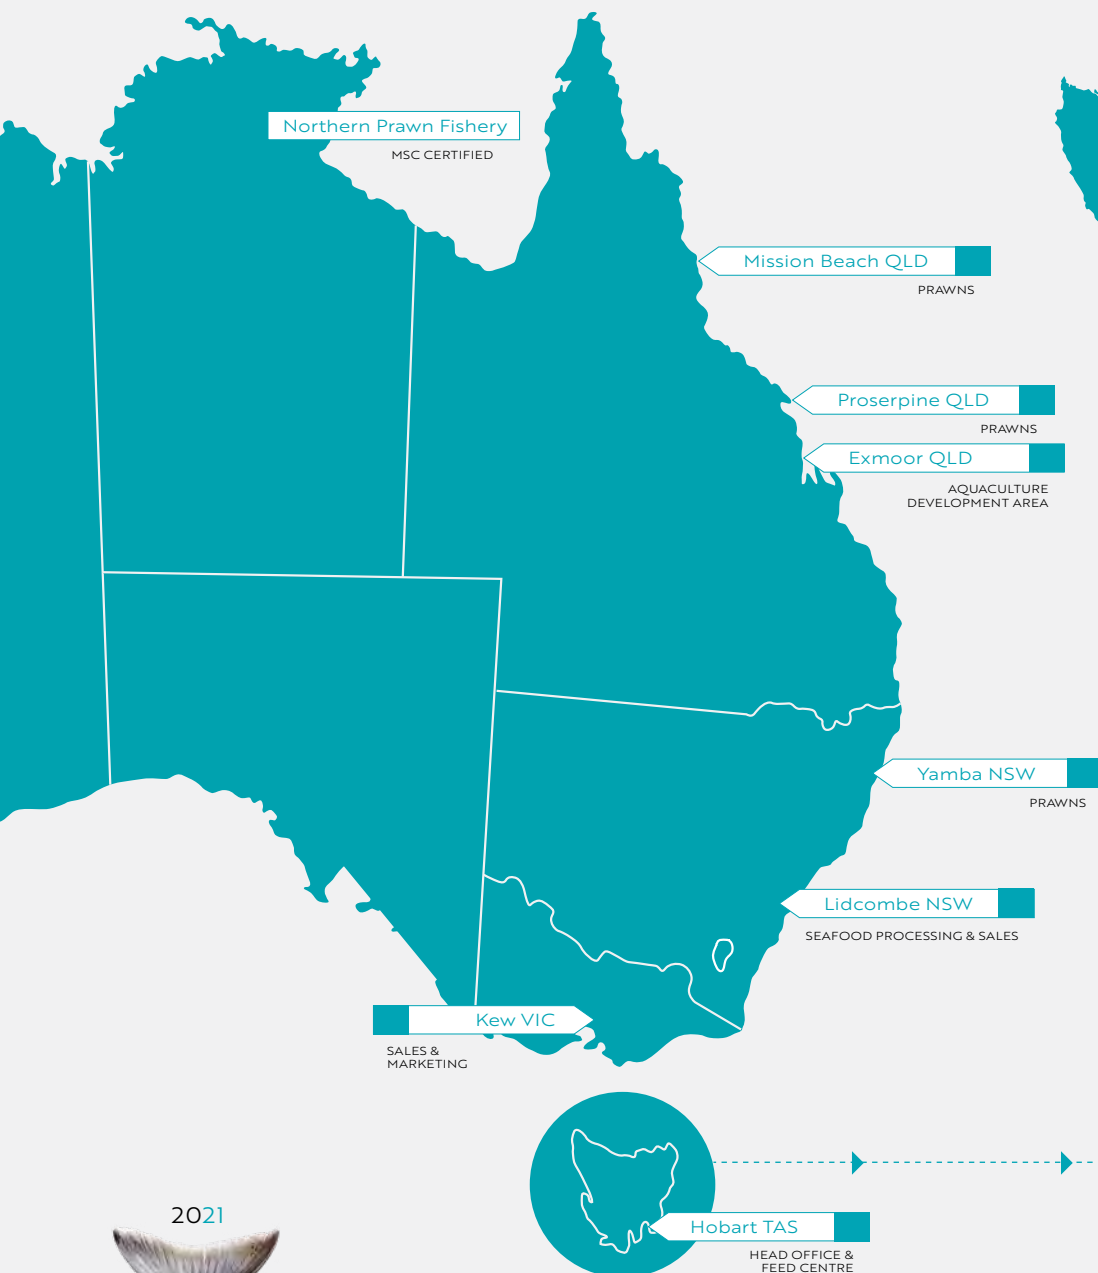 Northern Prawn Fishery
MSC CERTIFIED
Mission Beach QLD
PRAWNS
Proserpine QLD
PRAWNS
Exmoor QLD
AQUACULTURE
DEVELOPMENT AREA
Yamba NSW
PRAWNS
Lidcombe NSW
SEAFOOD PROCESSING & SALES
Kew VIC
SALES &
MARKETING
2021
Hobart TAS
HEAD OFFICE &
FEED CENTRE